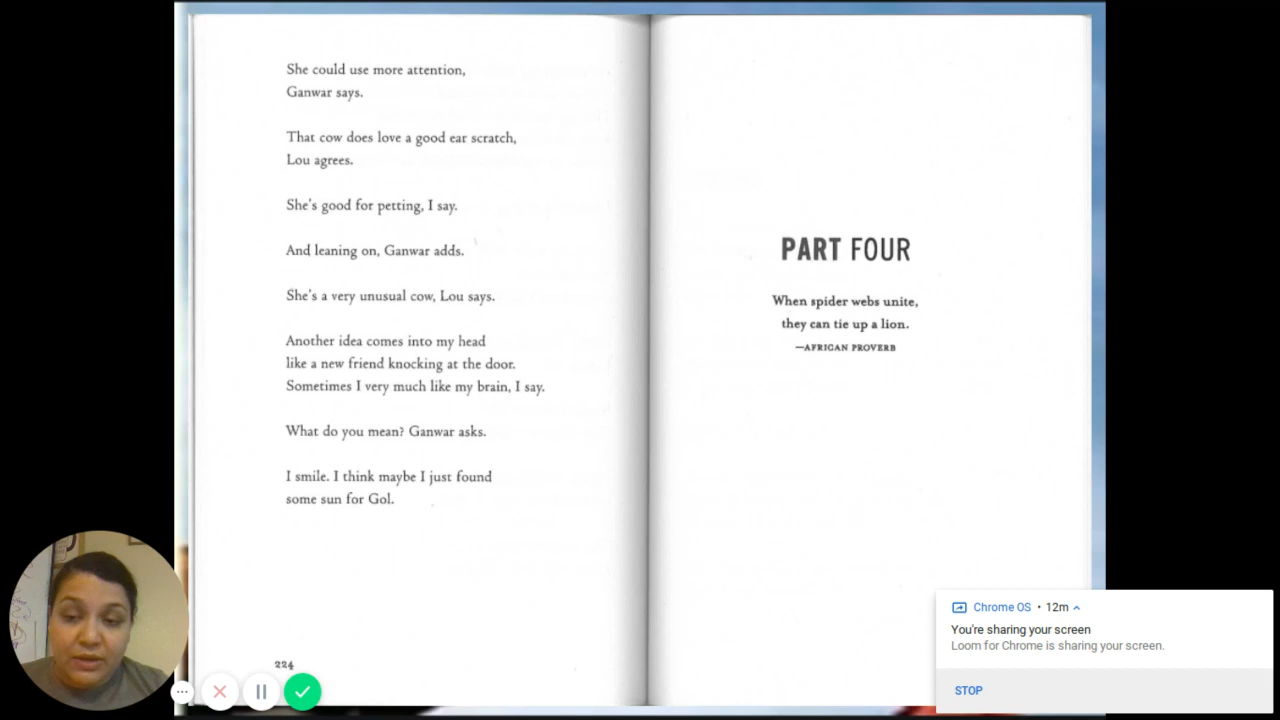 She could use more attention,
Ganwar says.
That cow does love a good ear scratch,
Lou agrees.
She's good for petting, I say.
And leaning on, Ganwar adds.
She's a very unusual cow, Lou says.
Another idea comes into my head
like a new friend knocking at the door.
Sometimes I very much like my brain, I say.
What do you mean? Ganwar asks.
I smile. I think maybe I just found
some sun for Gol.
224
PART FOUR
When spider webs unite,
they can tie up a lion.
—AFRICAN PROVERB
Chrome OS • 12m
You're sharing your screen
Loom for Chrome is sharing your screen.
STOP